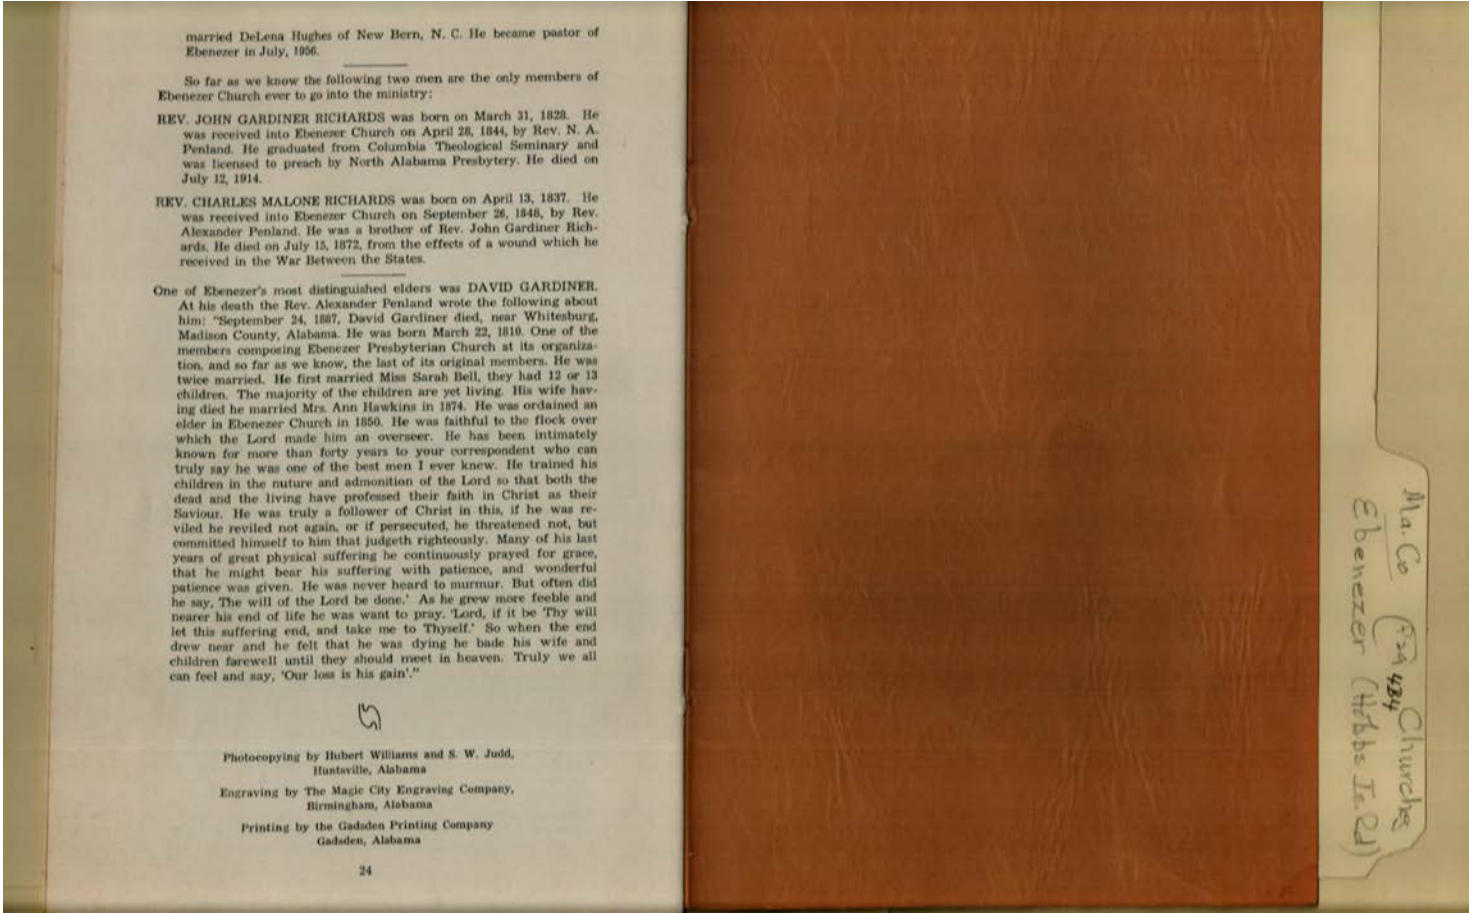 married DeLena Hughes of New Bern, N. C. He became pastor of
Ebenezer in July, 1956.
So far as we know the following two men are the only members of
Ebenezer Church ever to go into the ministry:
REV. JOHN GARDINER RICHARDS was born on March 31, 1828. He
was received into Ebenezer Church on April 28, 1844, by Rev. N. A.
Penland. He graduated from Columbia Theological Seminary and
was licensed to preach by North Alabama Presbytery. He died on
July 12, 1914.
REV. CHARLES MALONE RICHARDS was born on April 13, 1837. He
was received into Ebenezer Church on September 26, 1848, by Rev.
Alexander Penland. He was a brother of Rev. John Gardiner Rich-
ards. He died on July 15, 1872, from the effects of a wound which he
received in the War Between the States.
One of Ebenezer's most distinguished elders was DAVID GARDINER.
At his death the Rev. Alexander Penland wrote the following about
him: "September 24, 1887, David Gardiner died, near Whitesburg,
Madison County, Alabama. He was born March 22, 1810. One of the
members composing Ebenezer Presbyterian Church at its organiza-
tion, and so far as we know, the last of its original members. He was
twice married. He first married Miss Sarah Bell, they had 12 or 13
children. The majority of the children are yet living. His wife hav-
ing died he married Mrs. Ann Hawkins in 1874. He was ordained an
elder in Ebenezer Church in 1850. He was faithful to the flock over
which the Lord made him an overseer. He has been intimately
known for more than forty years to your correspondent who can
truly say he was one of the best men I ever knew. He trained his
children in the nuture and admonition of the Lord so that both the
dead and the living have professed their faith in Christ as their
Saviour. He was truly a follower of Christ in this, if he was re-
viled he reviled not again, or if persecuted, he threatened not, but
committed himself to him that judgeth righteously. Many of his last
years of great physical suffering he continuously prayed for grace,
that he might bear his suffering with patience, and wonderful
patience was given. He was never heard to murmur. But often did
he say, 'The will of the Lord be done.' As he grew more feeble and
nearer his end of life he was want to pray. 'Lord, if it be Thy will
let this suffering end, and take me to Thyself.' So when the end
drew near and he felt that he was dying he bade his wife and
children farewell until they should meet in heaven. Truly we all
can feel and say, 'Our loss is his gain'."
Photocopying by Hubert Williams and S. W. Judd,
Huntsville, Alabama
Engraving by The Magic City Engraving Company,
Birmingham, Alabama
Printing by the Gadsden Printing Company
Gadsden, Alabama
24
Ma. Co Churches
484
Ebenezer (Hobbs Is. Rd)